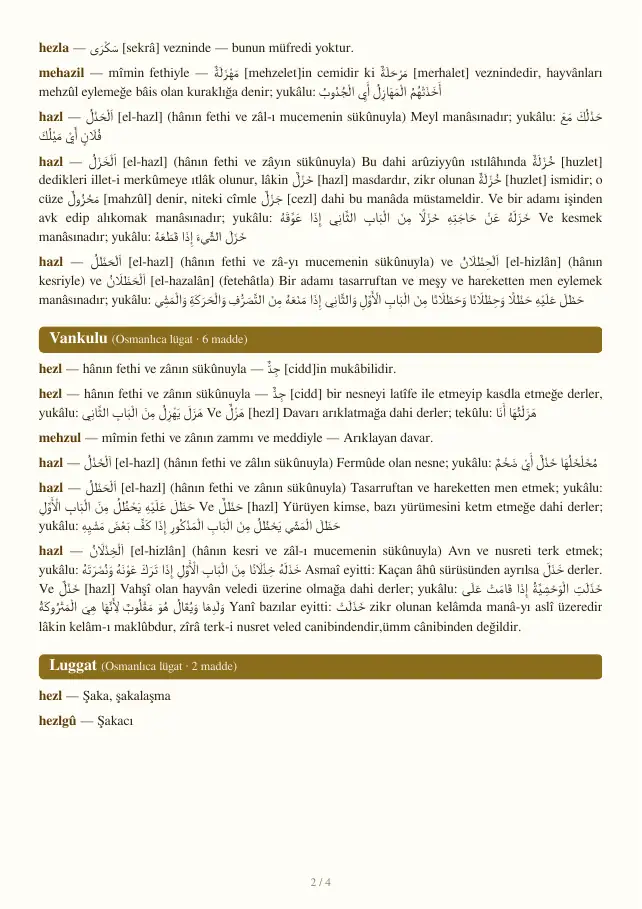 hezla — سَكْرَى [sekrâ] vezninde — bunun müfredi yoktur.
mehazil — mîmin fethiyle — مَهْزَلَةٌ [mehzelet]in cemidir ki مَرْحَلَةٌ [merhalet] veznindedir, hayvânları
mehzûl eylemeğe bâis olan kuraklığa denir; yukâlu: أَخَذَتْهُمُ الْمَهَازِلُ أَيِ الْجُدُوبُ
hazl — اَلْحَذْلُ [el-hazl] (hânın fethi ve zâl-ı mucemenin sükûnuyla) Meyl manâsınadır; yukâlu: حَذْلُكَ مَعَ
فُلَانٍ أَيْ مَيْلُكَ
hazl — اَلْخَزْلُ [el-hazl] (hânın fethi ve zâyın sükûnuyla) Bu dahi arûziyyûn ıstılâhında خُزْلَةٌ [huzlet]
dedikleri illet-i merkûmeye ıtlâk olunur, lâkin خَزْلٌ [hazl] masdardır, zikr olunan خُزْلَةٌ [huzlet] ismidir; o
cüze مَخْزُولٌ [mahzûl] denir, niteki cîmle جَزْلٌ [cezl] dahi bu manâda müstameldir. Ve bir adamı işinden
avk edip alıkomak manâsınadır; yukâlu: خَزَلَهُ عَنْ حَاجَتِهِ خَزْلًا مِنَ الْبَابِ الثَّانِي إِذَا عَوَّقَهُ Ve kesmek
manâsınadır; yukâlu: خَزَلَ الشَّيْءَ إِذَا قَطَعَهُ
hazl — اَلْحَظْلُ [el-hazl] (hânın fethi ve zâ-yı mucemenin sükûnuyla) ve اَلْحِظْلَانُ [el-hizlân] (hânın
kesriyle) ve اَلْحَظَلَانُ [el-hazalân] (fetehâtla) Bir adamı tasarruftan ve meşy ve hareketten men eylemek
manâsınadır; yukâlu: حَظَلَ عَلَيْهِ حَظْلًا وَحِظْلَانًا وَحَظَلَانًا مِنَ الْبَابِ الْأَوَّلِ وَالثَّانِي إِذَا مَنَعَهُ مِنَ التَّصَرُّفِ وَالْحَرَكَةِ وَالْمَشْيِ
Vankulu (Osmanlıca lügat · 6 madde)
hezl — hânın fethi ve zânın sükûnuyla — جِدٌّ [cidd]in mukâbilidir.
hezl — hânın fethi ve zânın sükûnuyla — جِدٌّ [cidd] bir nesneyi latîfe ile etmeyip kasdla etmeğe derler,
yukâlu: هَزَلَ يَهْزِلُ مِنَ الْبَابِ الثَّانِي Ve هَزْلٌ [hezl] Davarı arıklatmağa dahi derler; tekûlu: هَزَلْتُهَا أَنَا
mehzul — mîmin fethi ve zânın zammı ve meddiyle — Arıklayan davar.
hazl — اَلْخَذْلُ [el-hazl] (hânın fethi ve zâlın sükûnuyla) Fermûde olan nesne; yukâlu: مُخَلْخَلُهَا خَذْلٌ أَيْ ضَخْمٌ
hazl — اَلْحَظْلُ [el-hazl] (hânın fethi ve zânın sükûnuyla) Tasarruftan ve hareketten men etmek; yukâlu:
حَظَلَ عَلَيْهِ يَحْظُلُ مِنَ الْبَابِ الْأَوَّلِ Ve حَظْلٌ [hazl] Yürüyen kimse, bazı yürümesini ketm etmeğe dahi derler;
yukâlu: حَظَلَ الْمَشْي يَحْظُلُ مِنَ الْبَابِ الْمَذْكُورِ إِذَا كَفَّ بَعْضَ مَشْيِهِ
hazl — اَلْخِذْلَانُ [el-hizlân] (hânın kesri ve zâl-ı mucemenin sükûnuyla) Avn ve nusreti terk etmek;
yukâlu: خَذَلَهُ خِذْلَانًا مِنَ الْبَابِ الْأَوَّلِ إِذَا تَرَكَ عَوْنَهُ وَنُصْرَتَهُ Asmaî eyitti: Kaçan âhû sürüsünden ayrılsa خَذَلَ derler.
Ve خَذْلٌ [hazl] Vahşî olan hayvân veledi üzerine olmağa dahi derler; yukâlu: خَذَلَتِ الْوَحْشِيَّةُ إِذَا قَامَتْ عَلَى
وَلَدِهَا وَيُقَالُ هُوَ مَقْلُوبٌ لِأَنَّهَا هِيَ الْمَتْرُوكَةُ Yanî bazılar eyitti: خَذَلَتْ zikr olunan kelâmda manâ-yı aslî üzeredir
lâkin kelâm-ı maklûbdur, zîrâ terk-i nusret veled canibindendir,ümm cânibinden değildir.
Luggat (Osmanlıca lügat · 2 madde)
hezl — Şaka, şakalaşma
hezlgû — Şakacı
2 / 4